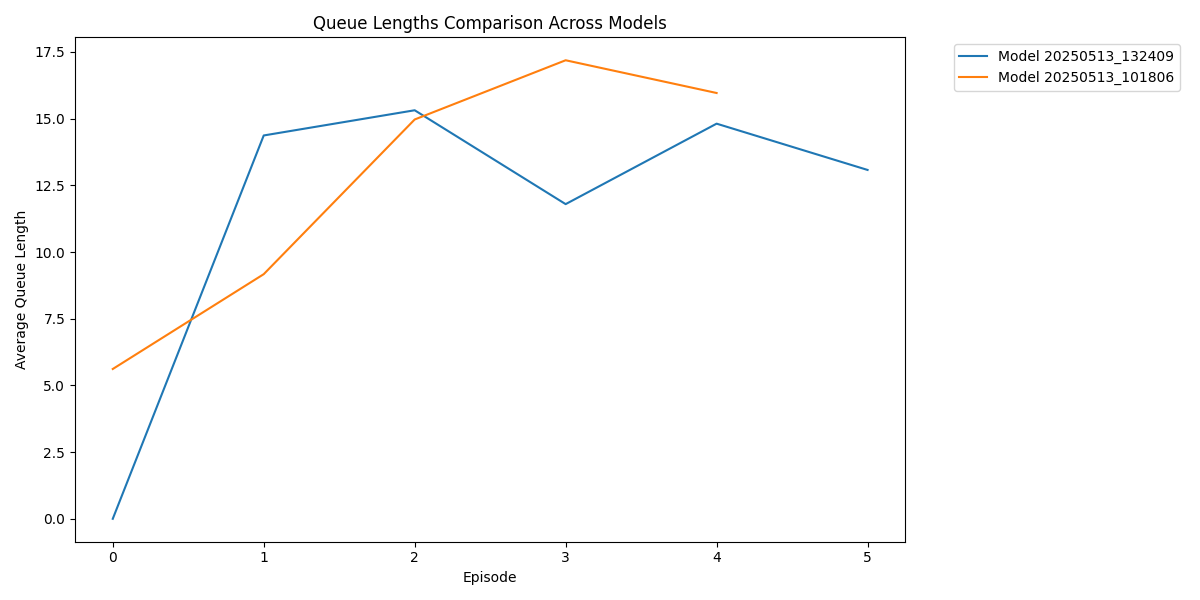 Queue Lengths Comparison Across Models
Model 20250513_132409
Model 20250513_101806
Average Queue Length
17.5
15.0
12.5
10.0
7.5
5.0
2.5
0.0
0 1 2 3 4 5
Episode